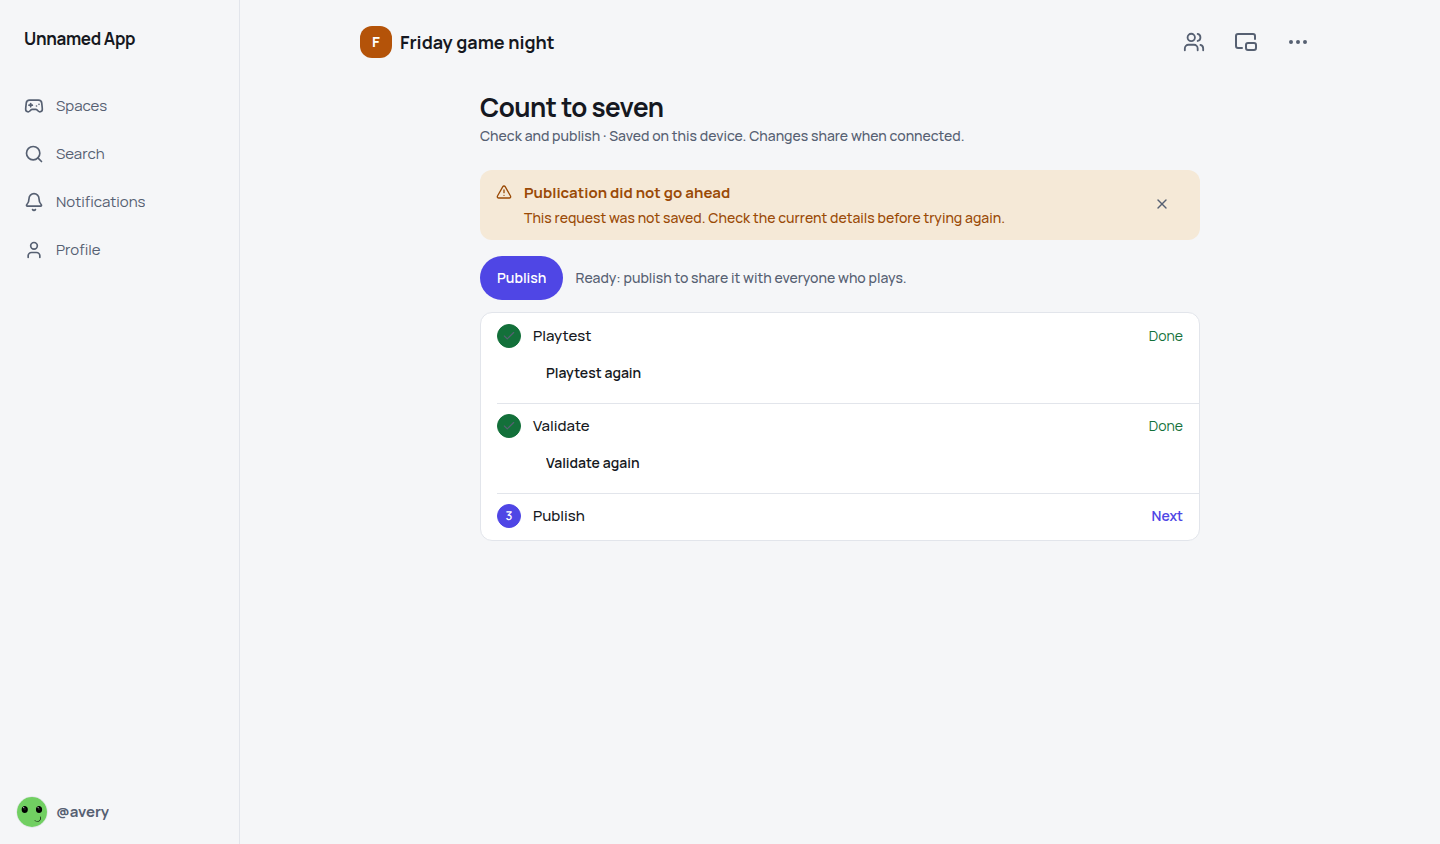 Unnamed App
Spaces
Search
Notifications
Profile
@avery
F Friday game night
Count to seven
Check and publish · Saved on this device. Changes share when connected.
Publication did not go ahead
This request was not saved. Check the current details before trying again.
Publish Ready: publish to share it with everyone who plays.
Playtest Done
Playtest again
Validate Done
Validate again
3 Publish Next